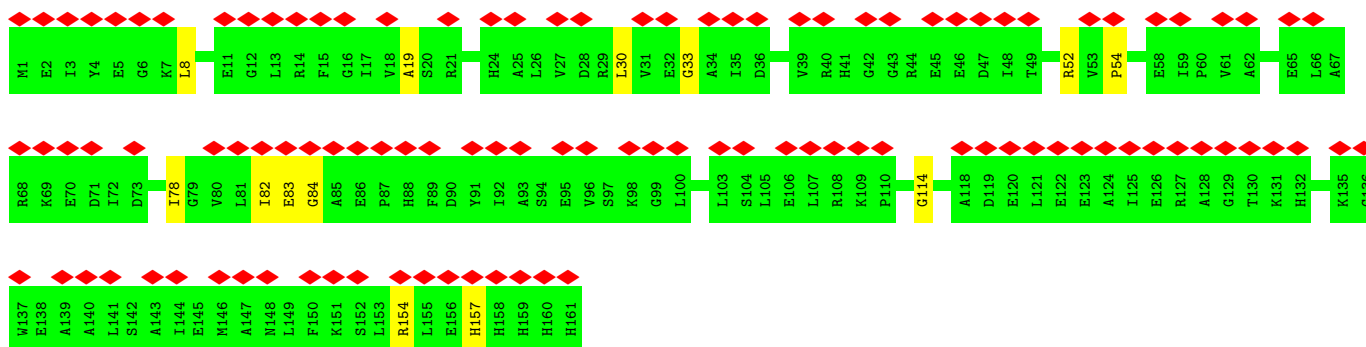 M1 E2 I3 Y4 E5 G6 K7 L8 E11 G12 L13 R14 F15 G16 I17 V18 A19 S20 R21 H24 A25 L26 V27 D28 R29 L30 V31 E32 G33 A34 I35 D36 V39 R40 H41 G42 G43 R44 E45 E46 D47 I48 T49 R52 V53 P54 E58 I59 P60 V61 A62 E65 L66 A67
R68 K69 E70 D71 I72 D73 I78 G79 V80 L81 I82 E83 G84 A85 E86 P87 H88 F89 D90 Y91 I92 A93 S94 E95 V96 S97 K98 G99 L100 L103 S104 L105 E106 L107 R108 K109 P110 G114 A118 D119 E120 L121 E122 E123 A124 I125 E126 R127 A128 G129 T130 K131 H132 K135 G136
W137 E138 A139 A140 L141 S142 A143 I144 E145 M146 A147 N148 L149 F150 K151 S152 L153 R154 L155 E156 H157 H158 H159 H160 H161